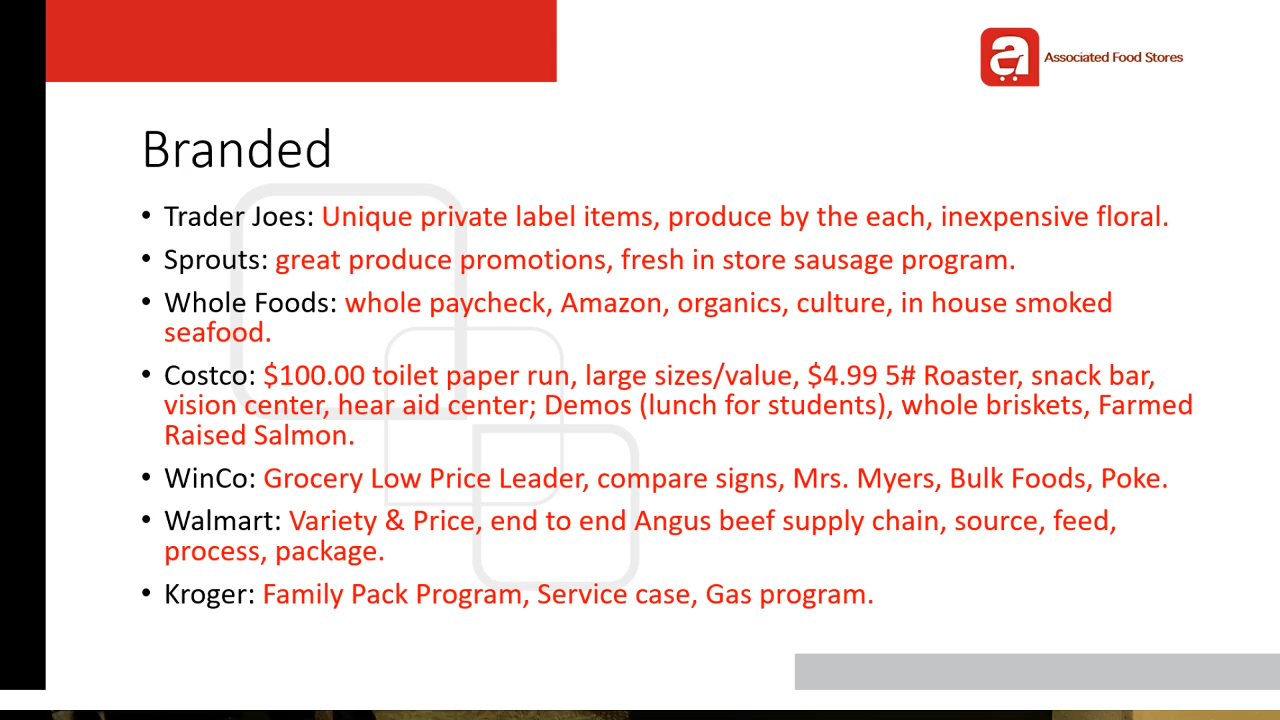 a Associated Food Stores
Branded
• Trader Joes: Unique private label items, produce by the each, inexpensive floral.
• Sprouts: great produce promotions, fresh in store sausage program.
• Whole Foods: whole paycheck, Amazon, organics, culture, in house smoked
seafood.
• Costco: $100.00 toilet paper run, large sizes/value, $4.99 5# Roaster, snack bar,
vision center, hear aid center; Demos (lunch for students), whole briskets, Farmed
Raised Salmon.
• WinCo: Grocery Low Price Leader, compare signs, Mrs. Myers, Bulk Foods, Poke.
• Walmart: Variety & Price, end to end Angus beef supply chain, source, feed,
process, package.
• Kroger: Family Pack Program, Service case, Gas program.